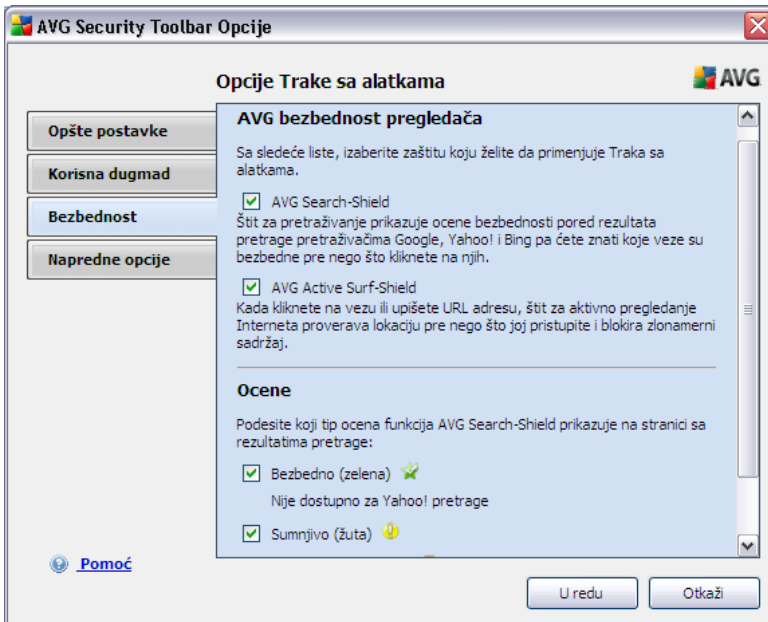 AVG Security Toolbar Opcije
Opcije Trake sa alatkama
AVG
Opšte postavke
Korisna dugmad
Bezbednost
Napredne opcije
Pomoć
AVG bezbednost pregledača
Sa sledeće liste, izaberite zaštitu koju želite da primenjuje Traka sa
alatkama.
AVG Search-Shield
Štit za pretraživanje prikazuje ocene bezbednosti pored rezultata
pretrage pretraživačima Google, Yahoo! i Bing pa ćete znati koje veze su
bezbedne pre nego što kliknete na njih.
AVG Active Surf-Shield
Kada kliknete na vezu ili upišete URL adresu, štit za aktivno pregledanje
Interneta proverava lokaciju pre nego što joj pristupite i blokira zlonamerni
sadržaj.
Ocene
Podesite koji tip ocena funkcija AVG Search-Shield prikazuje na stranici sa
rezultatima pretrage:
Bezbedno (zelena)
Nije dostupno za Yahoo! pretrage
Sumnjivo (žuta)
U redu
Otkaži